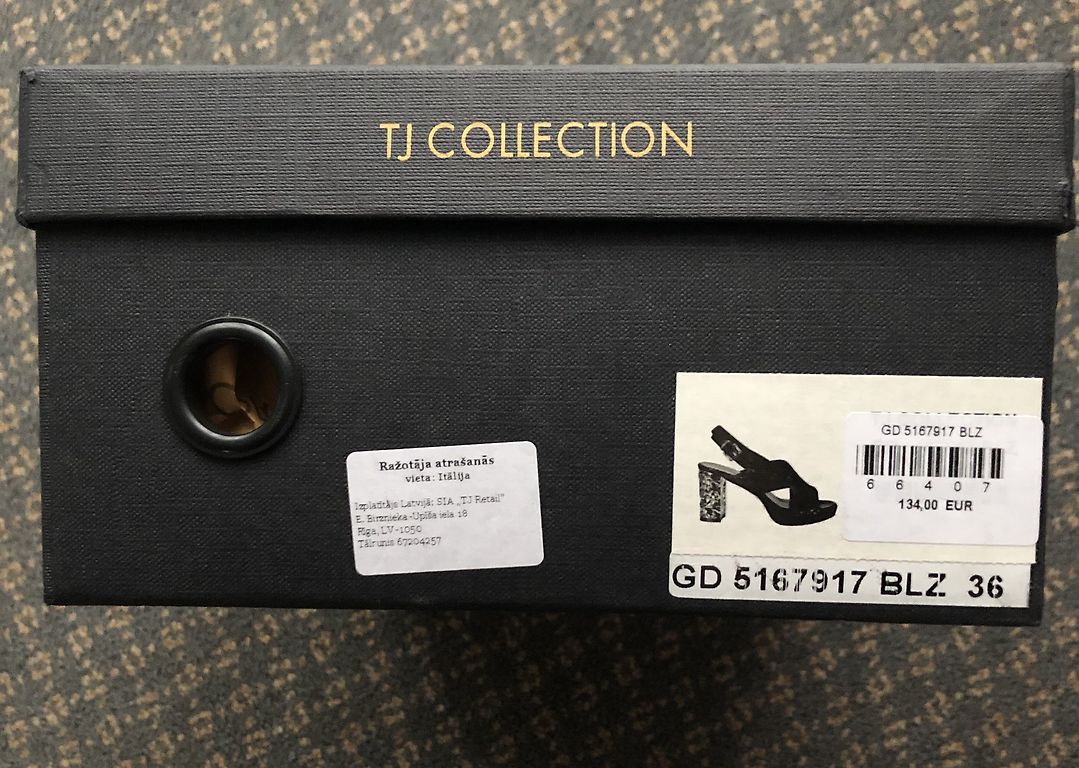 TJ COLLECTION
Ražotāja atrašanās
vieta: Itālija
Izplatītājs Latvijā: SIA „TJ Retail"
E. Birznieka-Upīša iela 18
Rīga, LV-1050
Tālrunis 67204257
GD 5167917 BLZ
6 6 4 0 7
134,00 EUR
GD 5167917 BLZ 36